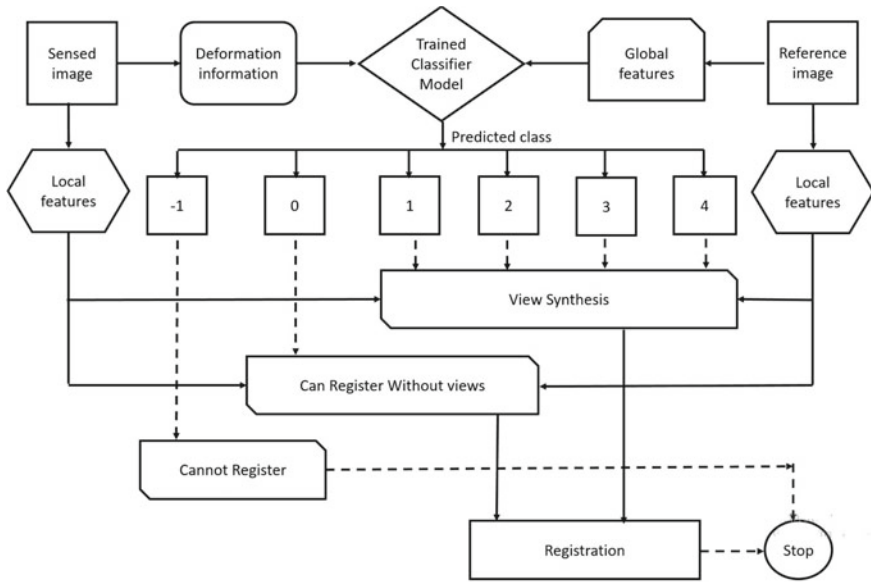 Sensed
image
Deformation
information
Trained
Classifier
Model
Global
features
Reference
image
Predicted class
Local
features
-1
0
1
2
3
4
Local
features
View Synthesis
Can Register Without views
Cannot Register
Registration
Stop